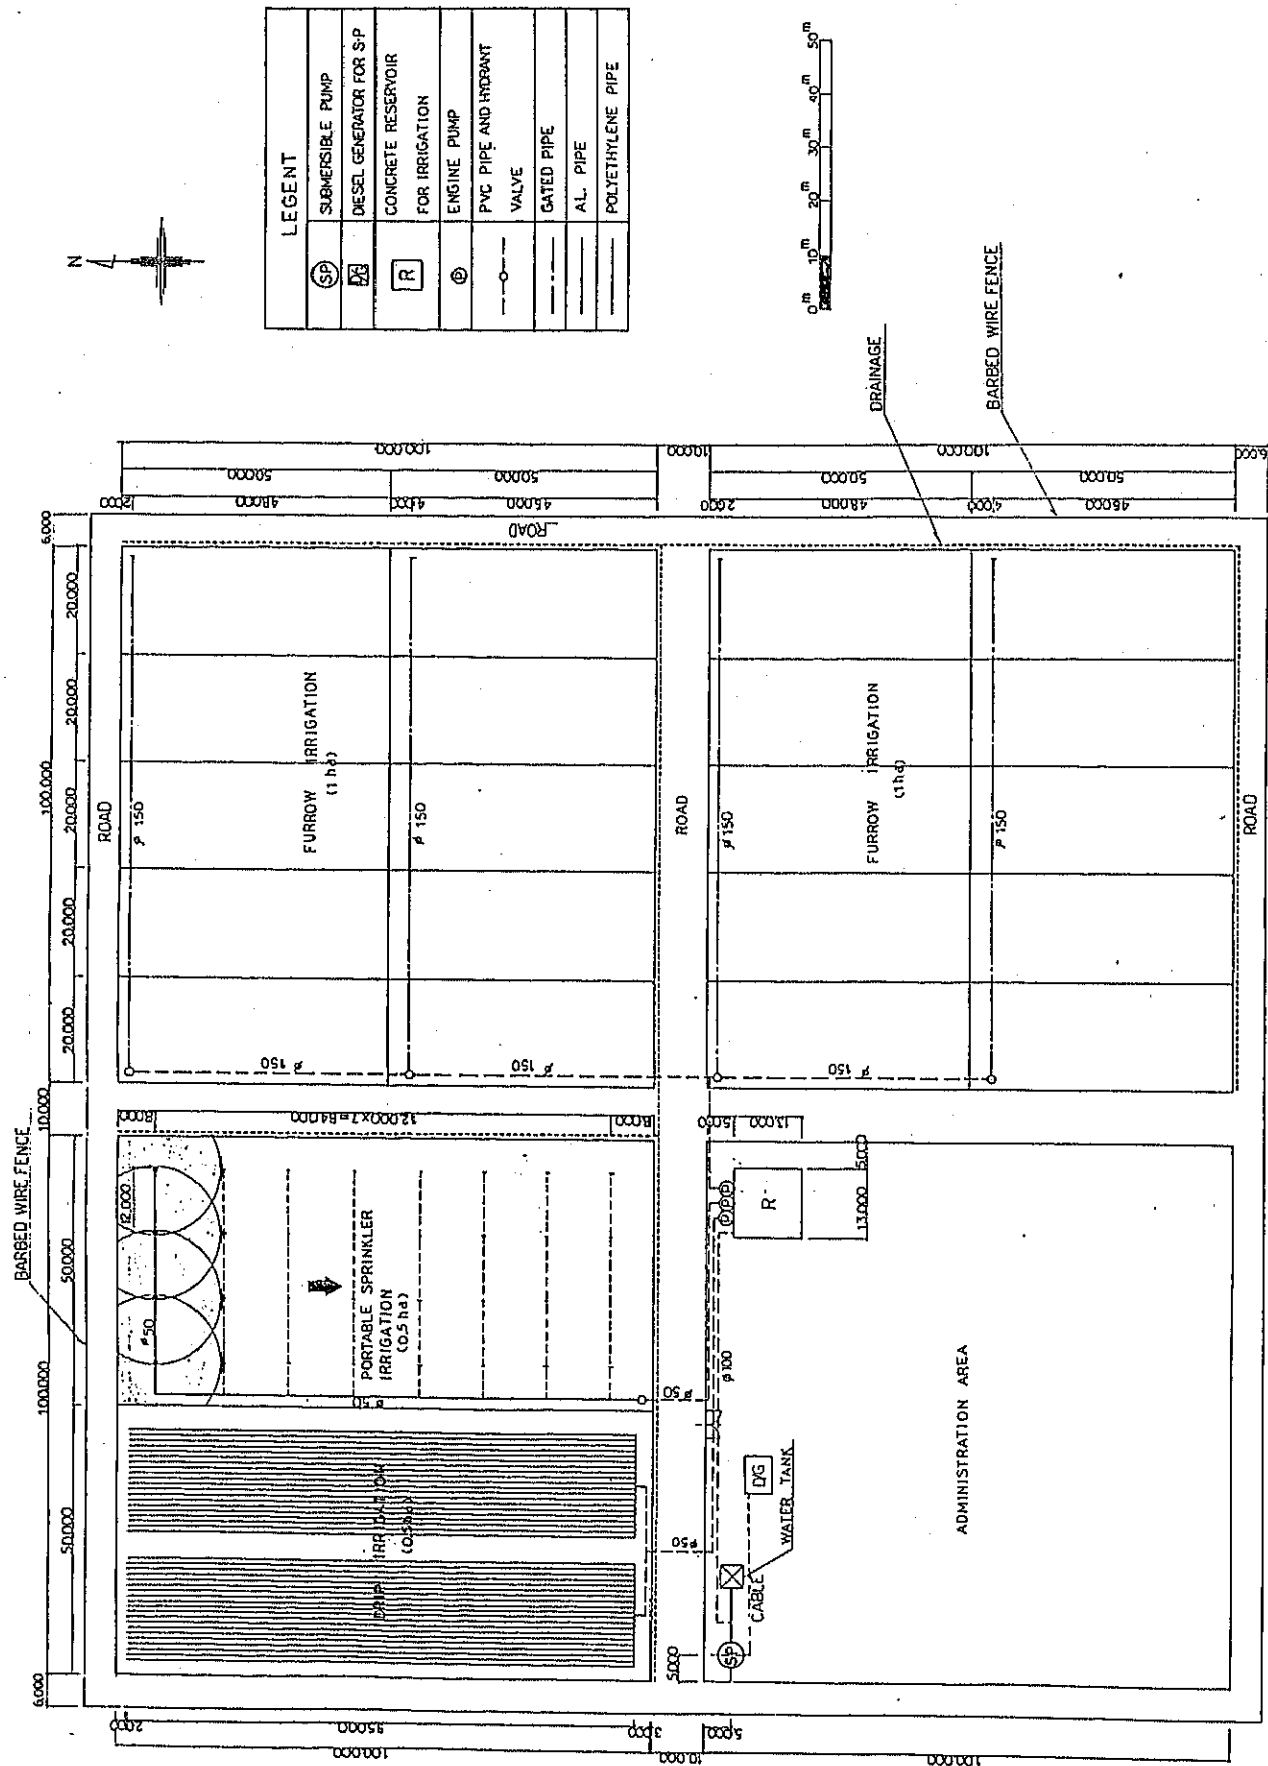 N
LEGENT
SP SUBMERSIBLE PUMP
D/G DIESEL GENERATOR FOR S·P
R CONCRETE RESERVOIR
FOR IRRIGATION
P ENGINE PUMP
PVC PIPE AND HYDRANT
VALVE
GATED PIPE
AL. PIPE
POLYETHYLENE PIPE
0m 10m 20m 30m 40m 50m
BARBED WIRE FENCE
6,000 100,000 10,000 100,000 6,000
50,000 50,000 20,000 20,000 20,000 20,000 20,000
ROAD
ROAD
12,000
ø50
ø 50
PORTABLE SPRINKLER
IRRIGATION
(0.5 ha)
DRIP IRRIGATION
(0.5ha)
8,000
12,000x7=84,000
8,000
ø 150
ø 150
FURROW IRRIGATION
(1 ha)
ø 150
ø 150
2,000 48,000 4,000 46,000
50,000 50,000
100,000
10,000
2,000
95,000
3,000
100,000
10,000
5,000
100,000
ROAD
DRAINAGE
BARBED WIRE FENCE
ø50
ø 50
ø100
5,000
SP
CABLE
D/G
WATER TANK
P P P
R
5,000
13,000
13,000
5,000
ADMINISTRATION AREA
ø 150
ø 150
FURROW IRRIGATION
(1ha)
ø 150
2,000 48,000 4,000 46,000
50,000 50,000
100,000
6,000
ROAD